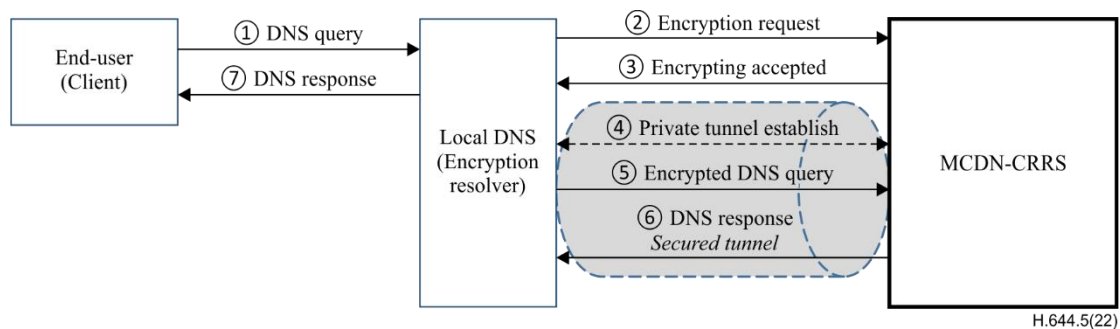 End-user
(Client)
① DNS query
⑦ DNS response
Local DNS
(Encryption
resolver)
② Encryption request
③ Encrypting accepted
④ Private tunnel establish
⑤ Encrypted DNS query
⑥ DNS response
Secured tunnel
MCDN-CRRS
H.644.5(22)